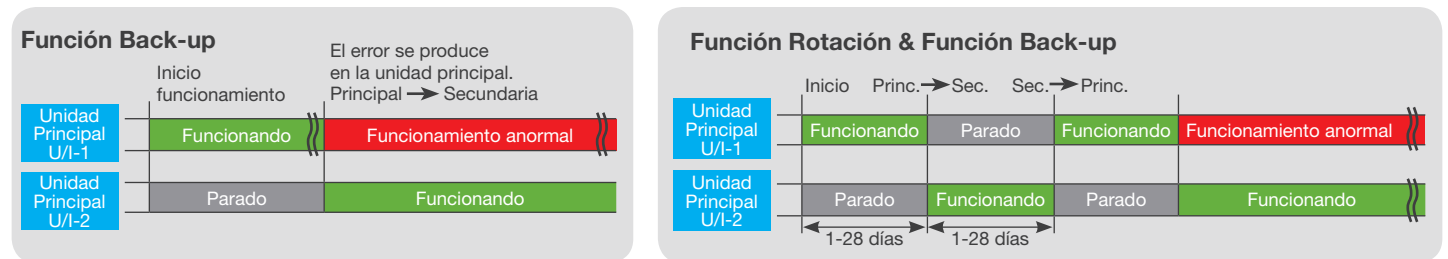 Función Back-up
Inicio
funcionamiento
El error se produce
en la unidad principal.
Principal → Secundaria
Unidad
Principal
U/I-1
Funcionando
Funcionamiento anormal
Unidad
Principal
U/I-2
Parado
Funcionando
Función Rotación & Función Back-up
Inicio
Princ. → Sec.
Sec. → Princ.
Unidad
Principal
U/I-1
Funcionando
Parado
Funcionando
Funcionamiento anormal
Unidad
Principal
U/I-2
Parado
Funcionando
Parado
Funcionando
1-28 días
1-28 días